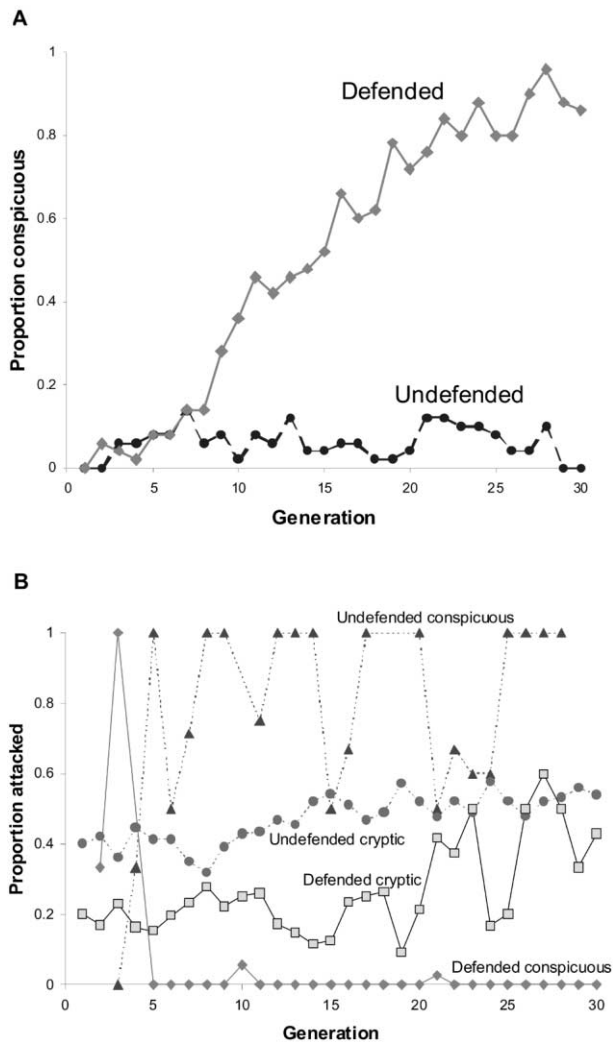 A
1
Defended
0.8
Proportion conspicuous
0.6
0.4
Undefended
0.2
0
0 5 10 15 20 25 30
Generation
B
Undefended conspicuous
1
0.8
Proportion attacked
0.6
0.4
Undefended cryptic
Defended cryptic
0.2
Defended conspicuous
0
0 5 10 15 20 25 30
Generation